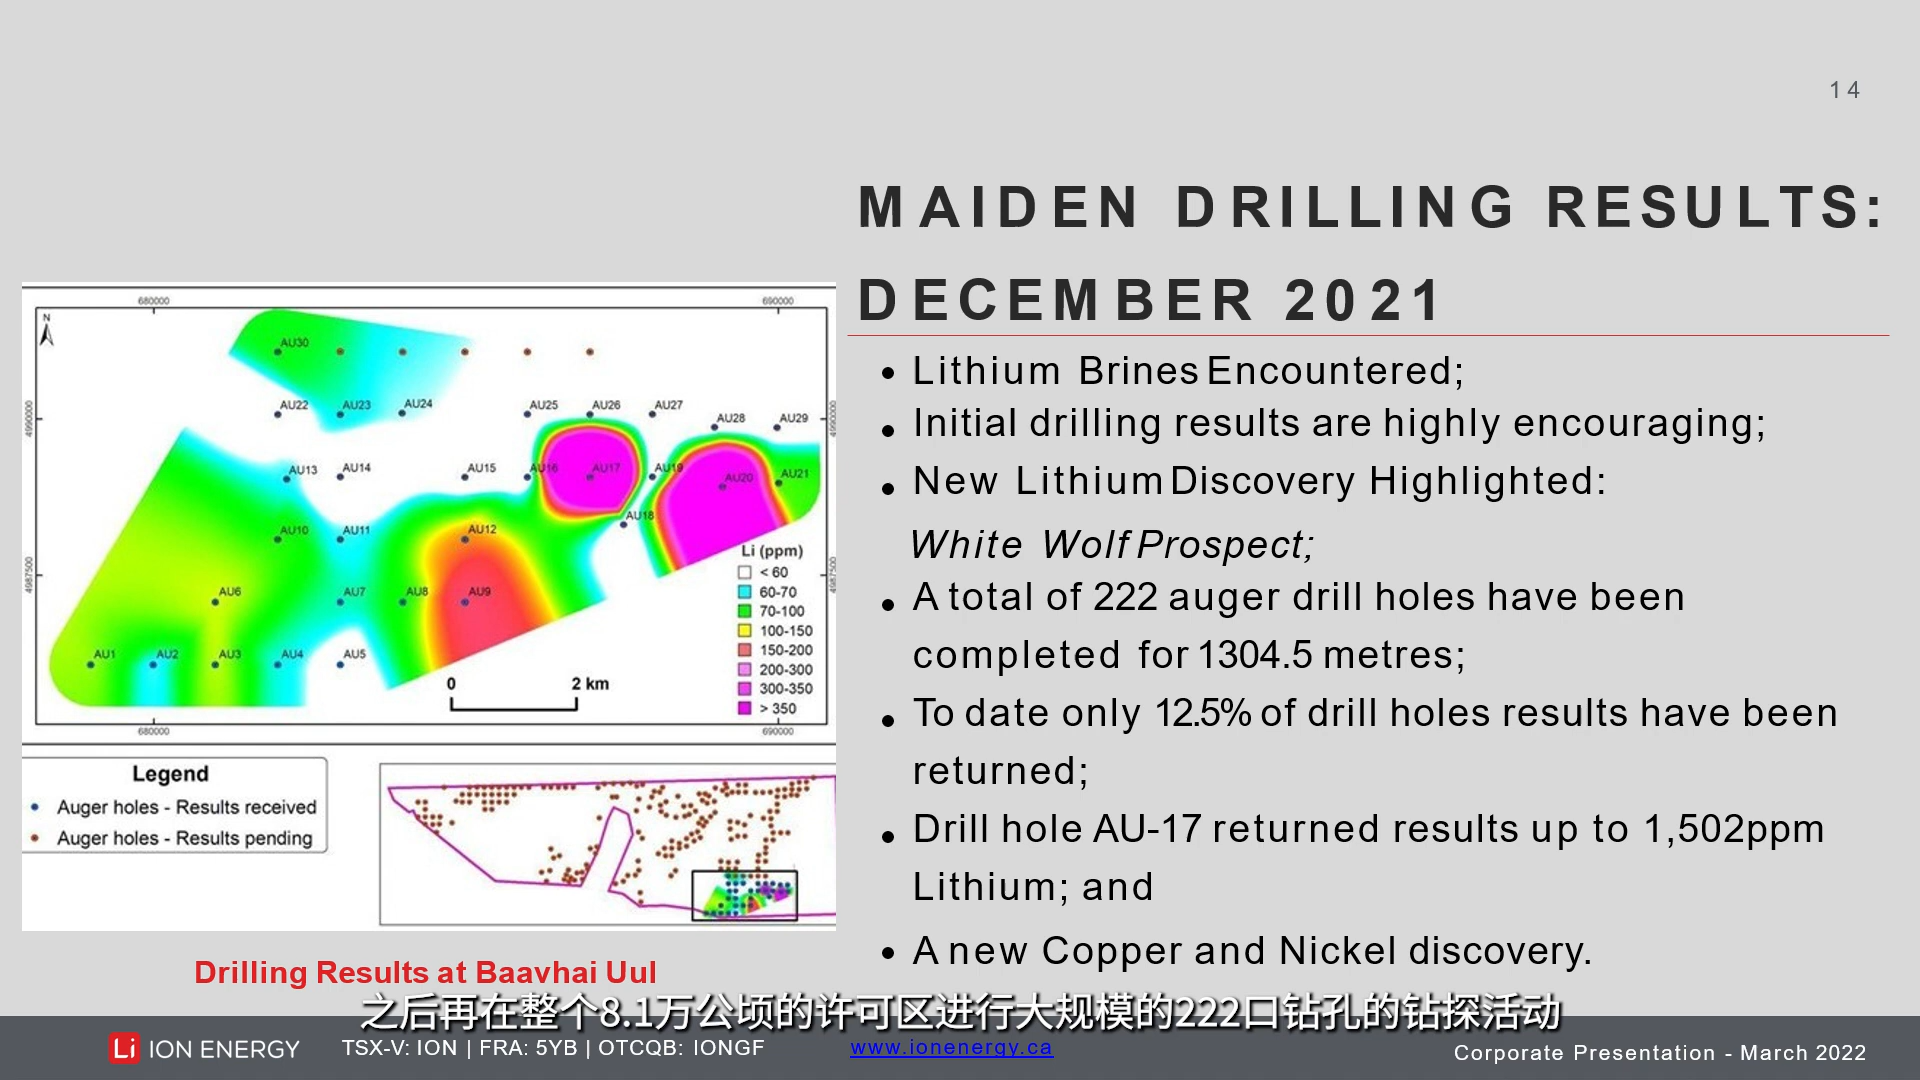 14
MAIDEN DRILLING RESULTS:
DECEMBER 2021
680000
690000
N
AU30
4990000
4990000
AU22
AU23
AU24
AU25
AU26
AU27
AU28
AU29
AU13
AU14
AU15
AU16
AU17
AU19
AU20
AU21
AU18
AU10
AU11
AU12
4987500
4987500
AU6
AU7
AU8
AU9
AU1
AU2
AU3
AU4
AU5
Li (ppm)
< 60
60-70
70-100
100-150
150-200
200-300
300-350
> 350
0
2 km
680000
690000
Legend
Auger holes - Results received
Auger holes - Results pending
Drilling Results at Baavhai Uul
• Lithium Brines Encountered;
• Initial drilling results are highly encouraging;
• New Lithium Discovery Highlighted:
White Wolf Prospect;
• A total of 222 auger drill holes have been
completed for 1304.5 metres;
• To date only 12.5% of drill holes results have been
returned;
• Drill hole AU-17 returned results up to 1,502ppm
Lithium; and
• A new Copper and Nickel discovery.
之后再在整个8.1万公顷的许可区进行大规模的222口钻孔的钻探活动
Li ION ENERGY
TSX-V: ION | FRA: 5YB | OTCQB: IONGF
www.ionenergy.ca
Corporate Presentation - March 2022